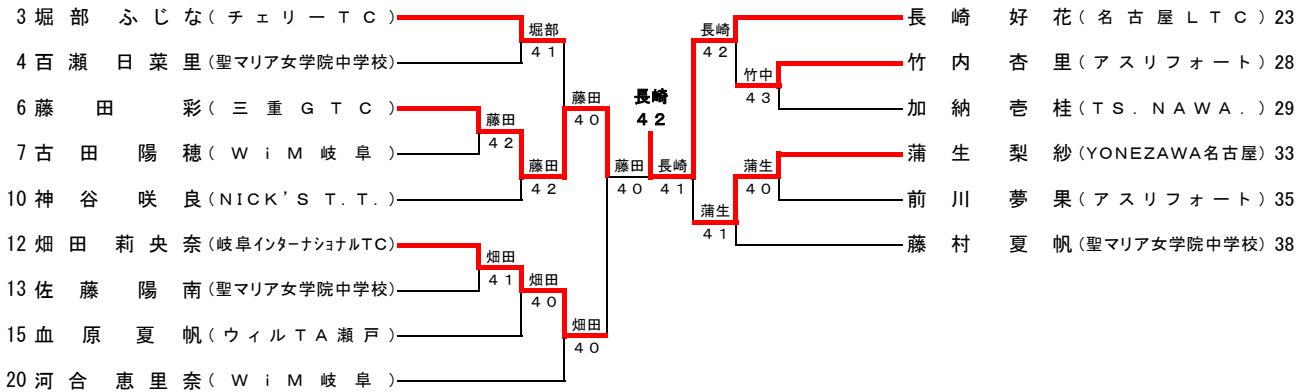 3 堀部 ふじな (チェリーTC)
4 百瀬 日菜里 (聖マリア女学院中学校)
6 藤田 彩 (三重GTC)
7 古田 陽穂 (WiM岐阜)
10 神谷 咲良 (NICK'S T.T.)
12 畑田 莉央奈 (岐阜インターナショナルTC)
13 佐藤 陽南 (聖マリア女学院中学校)
15 血原 夏帆 (ウィルTA瀬戸)
20 河合 恵里奈 (WiM岐阜)
堀部
41
藤田
42
藤田
42
藤田
40
畑田
41
畑田
40
畑田
40
藤田
40
長崎
42
長崎
41
長崎
42
竹中
43
蒲生
40
蒲生
41
長崎 好花 (名古屋LTC) 23
竹内 杏里 (アスリフォート) 28
加納 壱桂 (TS.NAWA.) 29
蒲生 梨紗 (YONEZAWA名古屋) 33
前川 夢果 (アスリフォート) 35
藤村 夏帆 (聖マリア女学院中学校) 38